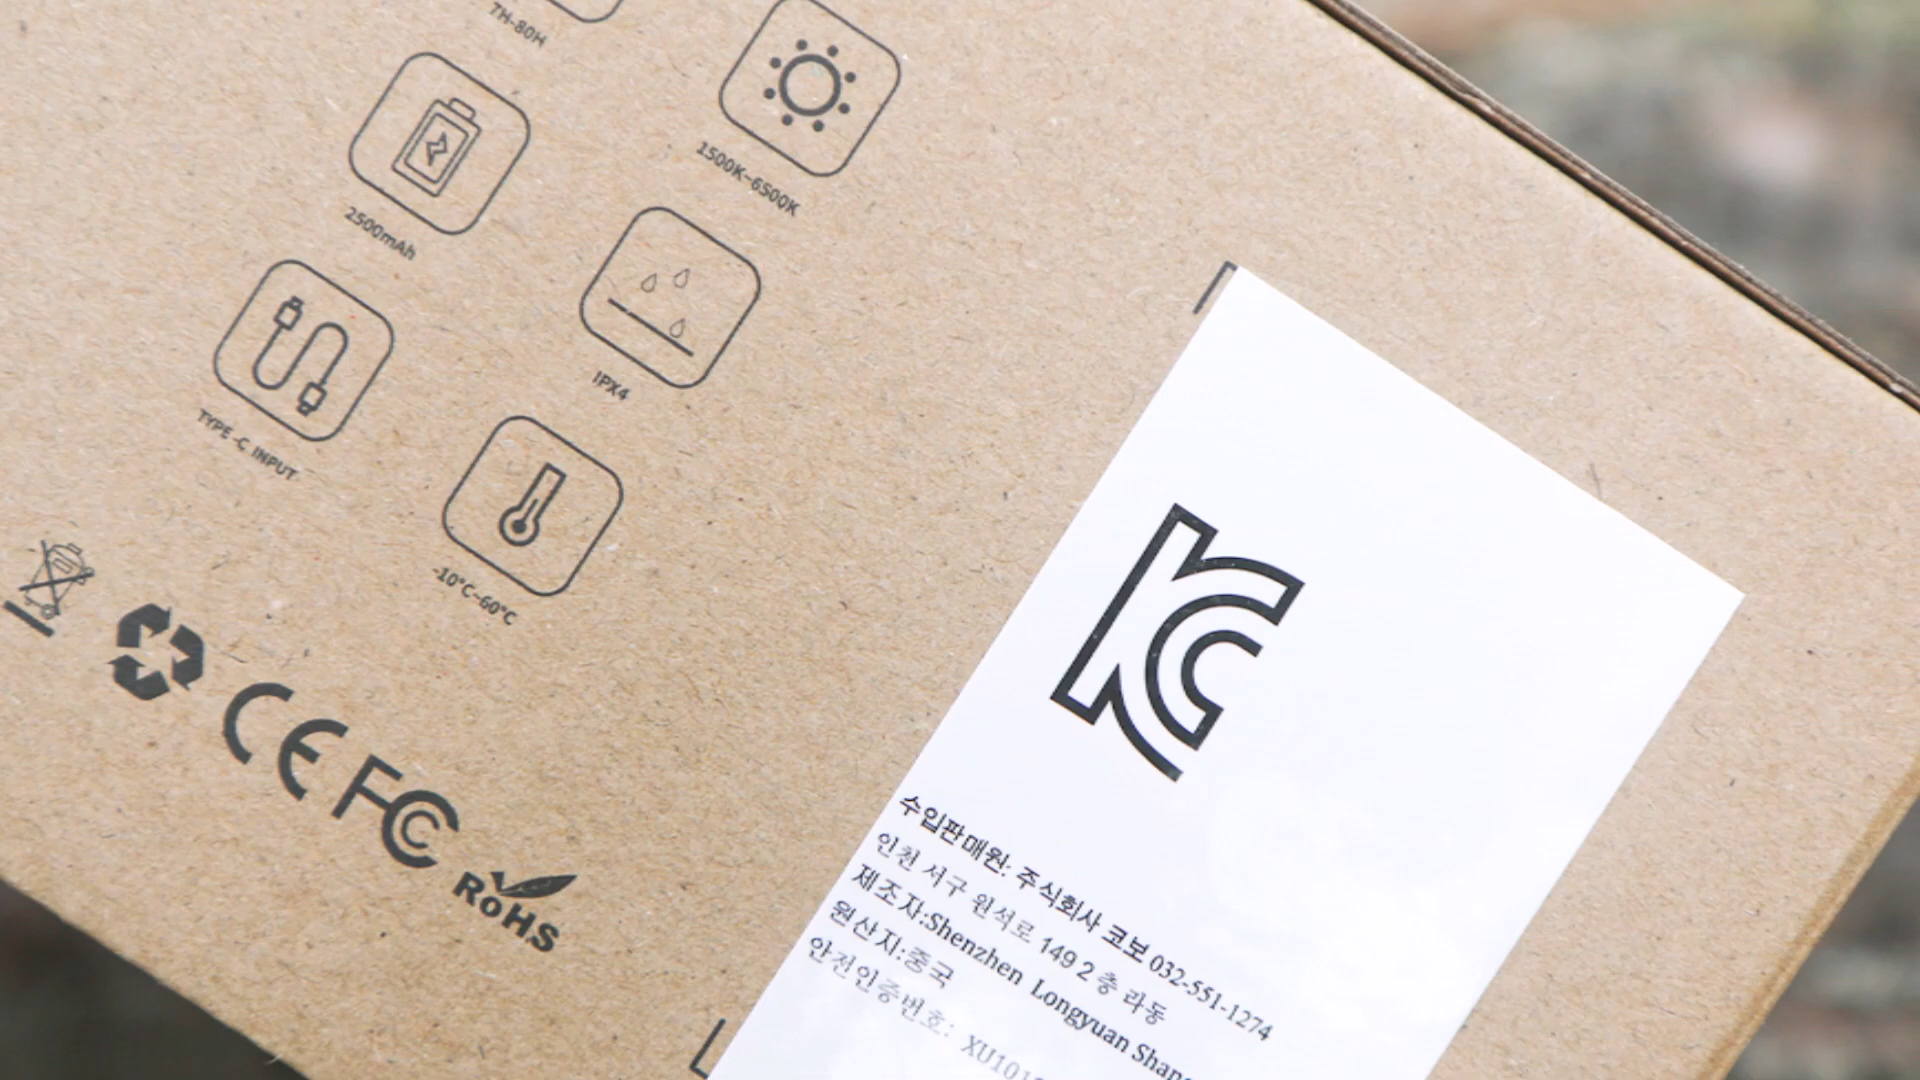 7H-80H
1500K~6500K
2500mAh
IPX4
TYPE-C INPUT
-10°C~60°C
CE FC
RoHS
KC
수입판매원: 주식회사 코보 032-551-1274
인천 서구 원석로 149 2 층 라동
제조자:Shenzhen Longyuan
원산지:중국
안전인증번호: